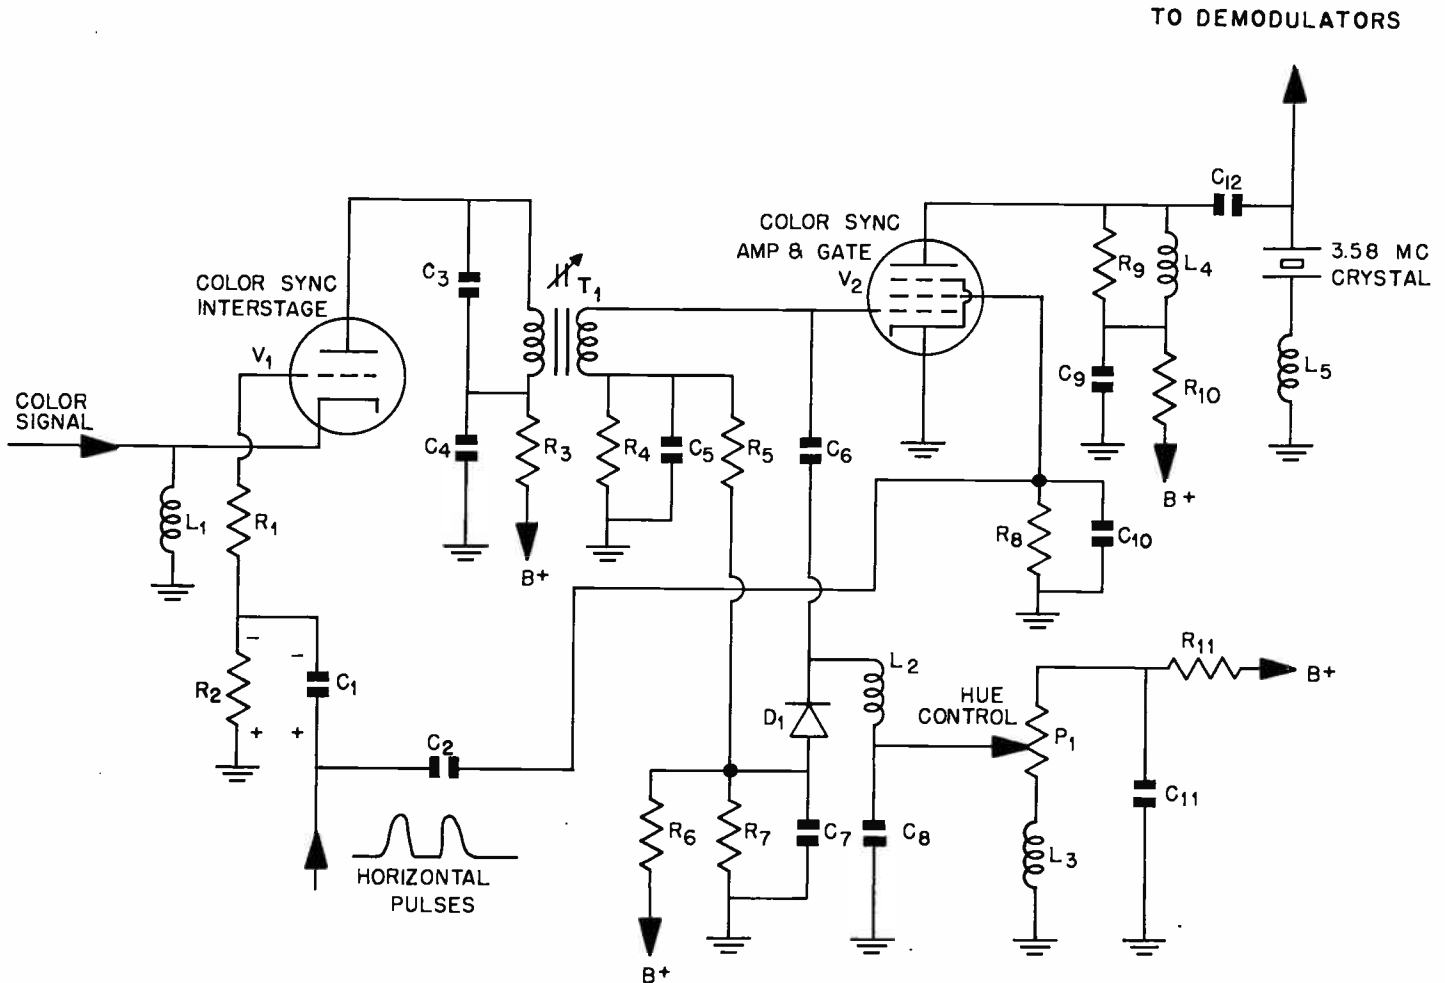 TO DEMODULATORS
C12
COLOR SYNC
AMP & GATE
V2
R9
L4
3.58 MC
CRYSTAL
C3
T1
COLOR SYNC
INTERSTAGE
V1
C9
R10
L5
COLOR
SIGNAL
C4
R3
R4
C5
R5
C6
B+
L1
R1
R8
C10
B+
R11
B+
L2
HUE
CONTROL
P1
R2
−
−
C1
+
+
D1
C2
C11
R6
R7
C7
C8
L3
HORIZONTAL
PULSES
B+